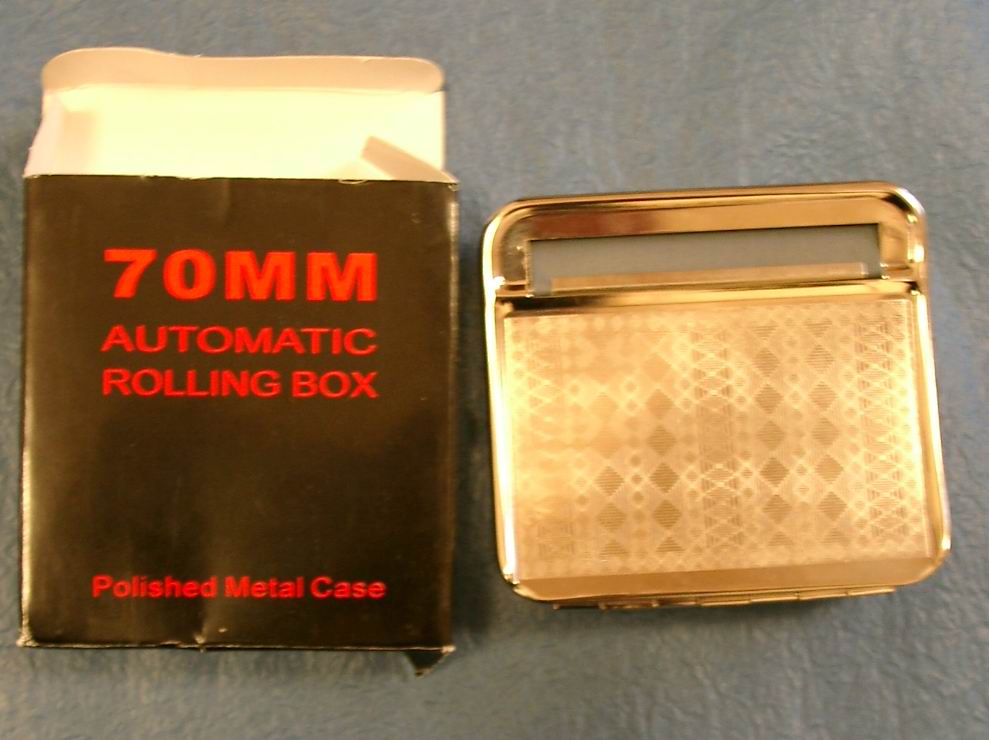 70MM
AUTOMATIC
ROLLING BOX
Polished Metal Case